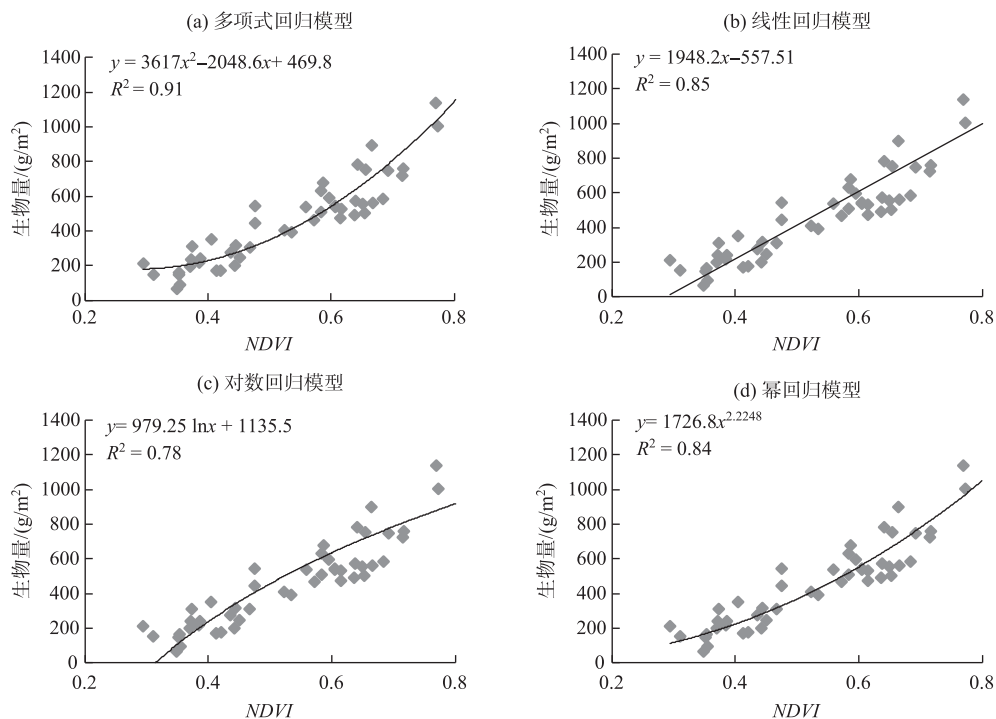 (a) 多项式回归模型
y = 3617x²−2048.6x+ 469.8
R² = 0.91
生物量/(g/m²)
1400
1200
1000
800
600
400
200
0
0.2
0.4
0.6
0.8
NDVI
(b) 线性回归模型
y = 1948.2x−557.51
R² = 0.85
生物量/(g/m²)
1400
1200
1000
800
600
400
200
0
0.2
0.4
0.6
0.8
NDVI
(c) 对数回归模型
y= 979.25 lnx + 1135.5
R² = 0.78
生物量/(g/m²)
1400
1200
1000
800
600
400
200
0
0.2
0.4
0.6
0.8
NDVI
(d) 幂回归模型
y= 1726.8x²·²²⁴⁸
R² = 0.84
生物量/(g/m²)
1400
1200
1000
800
600
400
200
0
0.2
0.4
0.6
0.8
NDVI